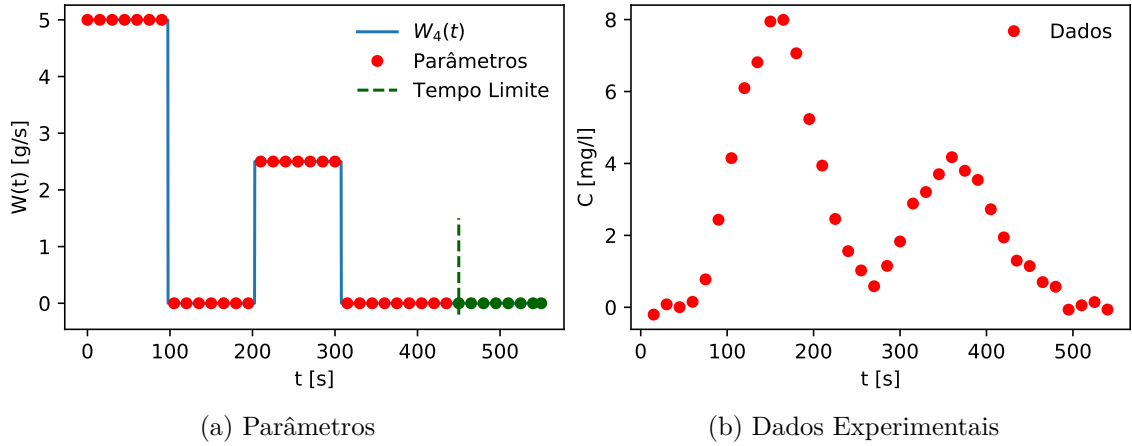 5
4
3
2
1
0
W(t) [g/s]
W₄(t)
Parâmetros
Tempo Limite
0 100 200 300 400 500
t [s]
(a) Parâmetros
8
6
4
2
0
C [mg/l]
Dados
0 100 200 300 400 500
t [s]
(b) Dados Experimentais